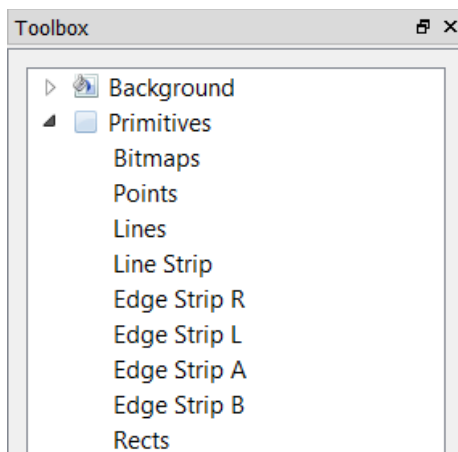 Toolbox
Background
Primitives
Bitmaps
Points
Lines
Line Strip
Edge Strip R
Edge Strip L
Edge Strip A
Edge Strip B
Rects